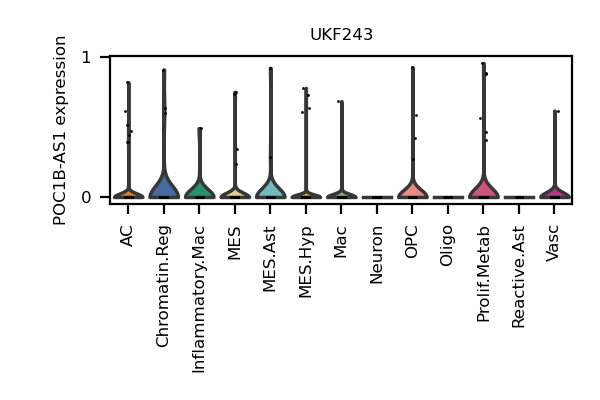 UKF243
POC1B-AS1 expression
1
0
AC
Chromatin.Reg
Inflammatory.Mac
MES
MES.Ast
MES.Hyp
Mac
Neuron
OPC
Oligo
Prolif.Metab
Reactive.Ast
Vasc